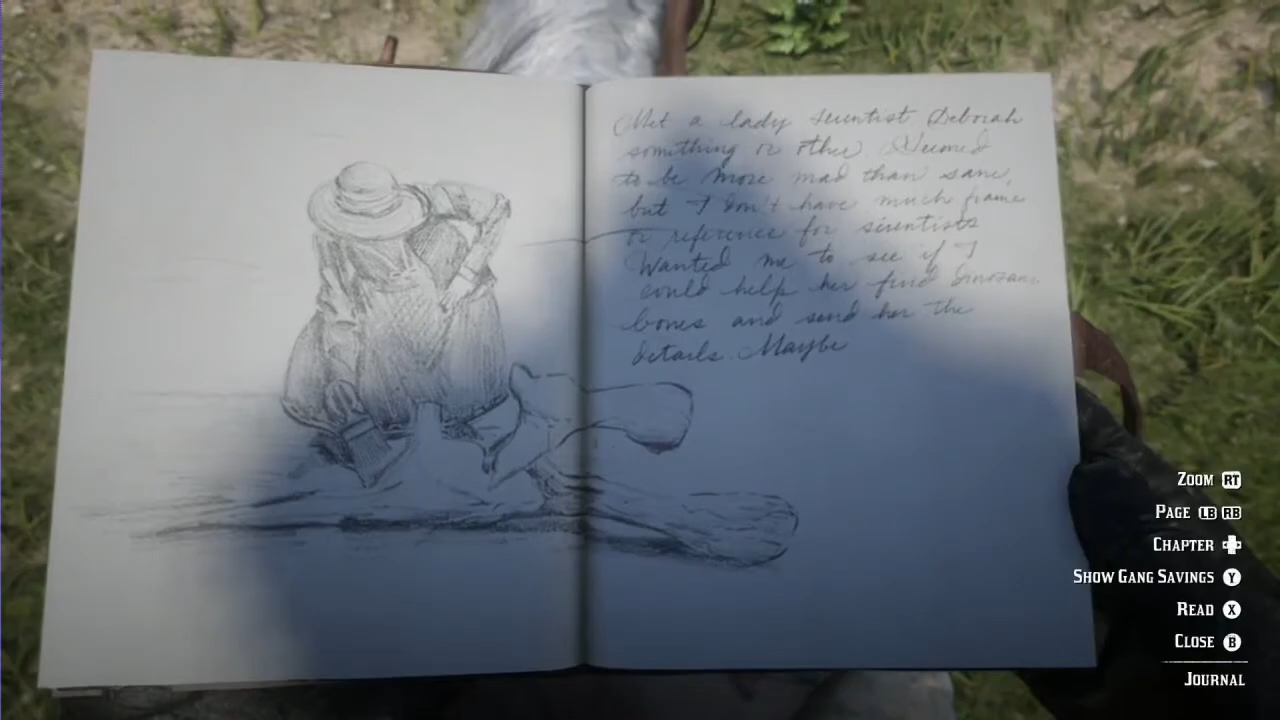 Met a lady scientist Deborah
something or other. Seemed
to be more mad than sane,
but I don't have much frame
or reference for scientists
Wanted me to see if I
could help her find dinosaur
bones and send her the
details. Maybe
ZOOM RT
PAGE LB RB
CHAPTER
SHOW GANG SAVINGS Y
READ X
CLOSE B
JOURNAL